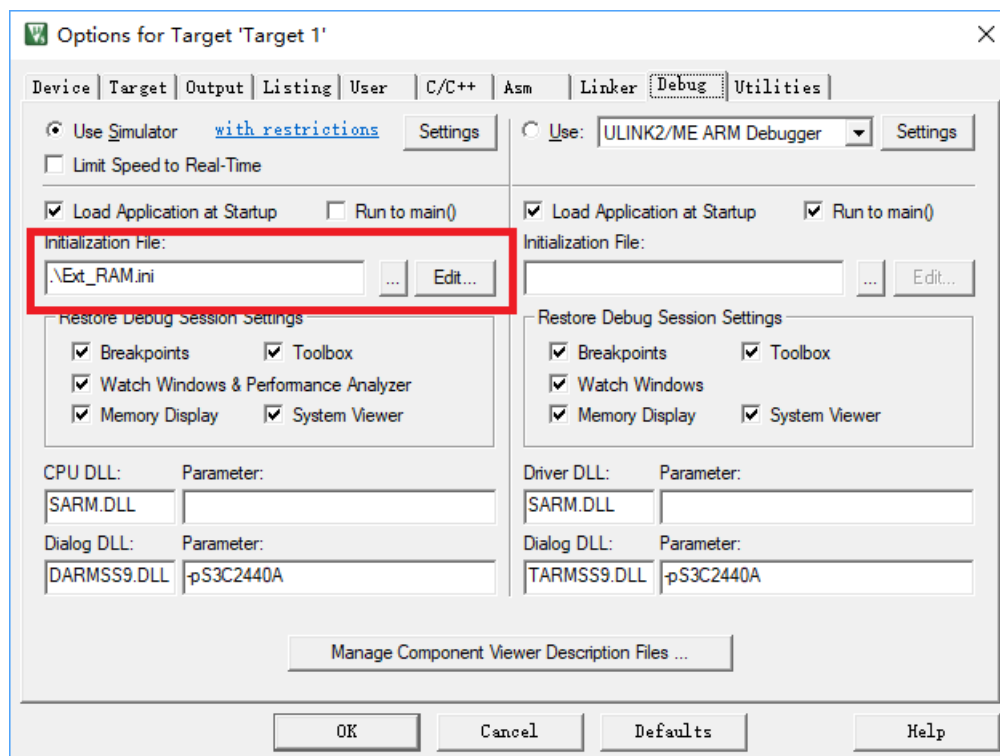 Options for Target 'Target 1'
Device Target Output Listing User C/C++ Asm Linker Debug Utilities
Use Simulator with restrictions Settings Use: ULINK2/ME ARM Debugger Settings
Limit Speed to Real-Time
Load Application at Startup Run to main() Load Application at Startup Run to main()
Initialization File: Initialization File:
.\Ext_RAM.ini ... Edit... ... Edit...
Restore Debug Session Settings Restore Debug Session Settings
Breakpoints Toolbox Breakpoints Toolbox
Watch Windows & Performance Analyzer Watch Windows
Memory Display System Viewer Memory Display System Viewer
CPU DLL: Parameter: Driver DLL: Parameter:
SARM.DLL SARM.DLL
Dialog DLL: Parameter: Dialog DLL: Parameter:
DARMSS9.DLL -pS3C2440A TARMSS9.DLL -pS3C2440A
Manage Component Viewer Description Files ...
OK Cancel Defaults Help